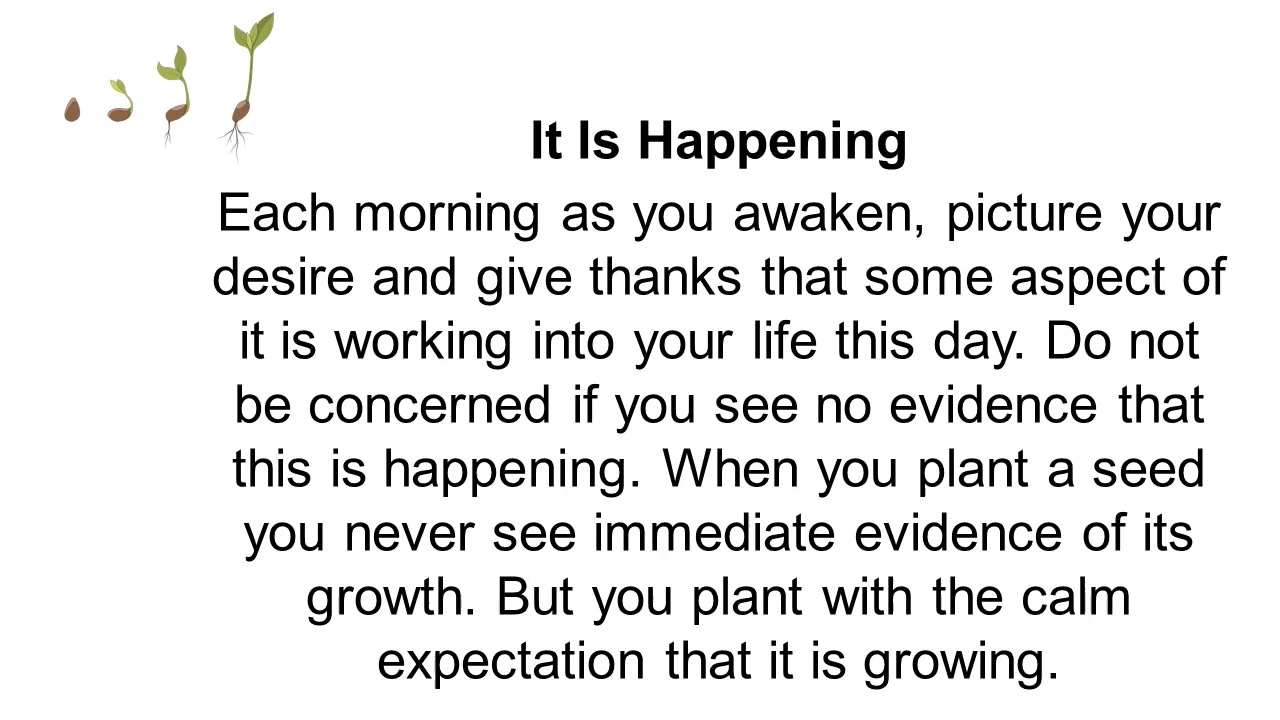 It Is Happening
Each morning as you awaken, picture your
desire and give thanks that some aspect of
it is working into your life this day. Do not
be concerned if you see no evidence that
this is happening. When you plant a seed
you never see immediate evidence of its
growth. But you plant with the calm
expectation that it is growing.